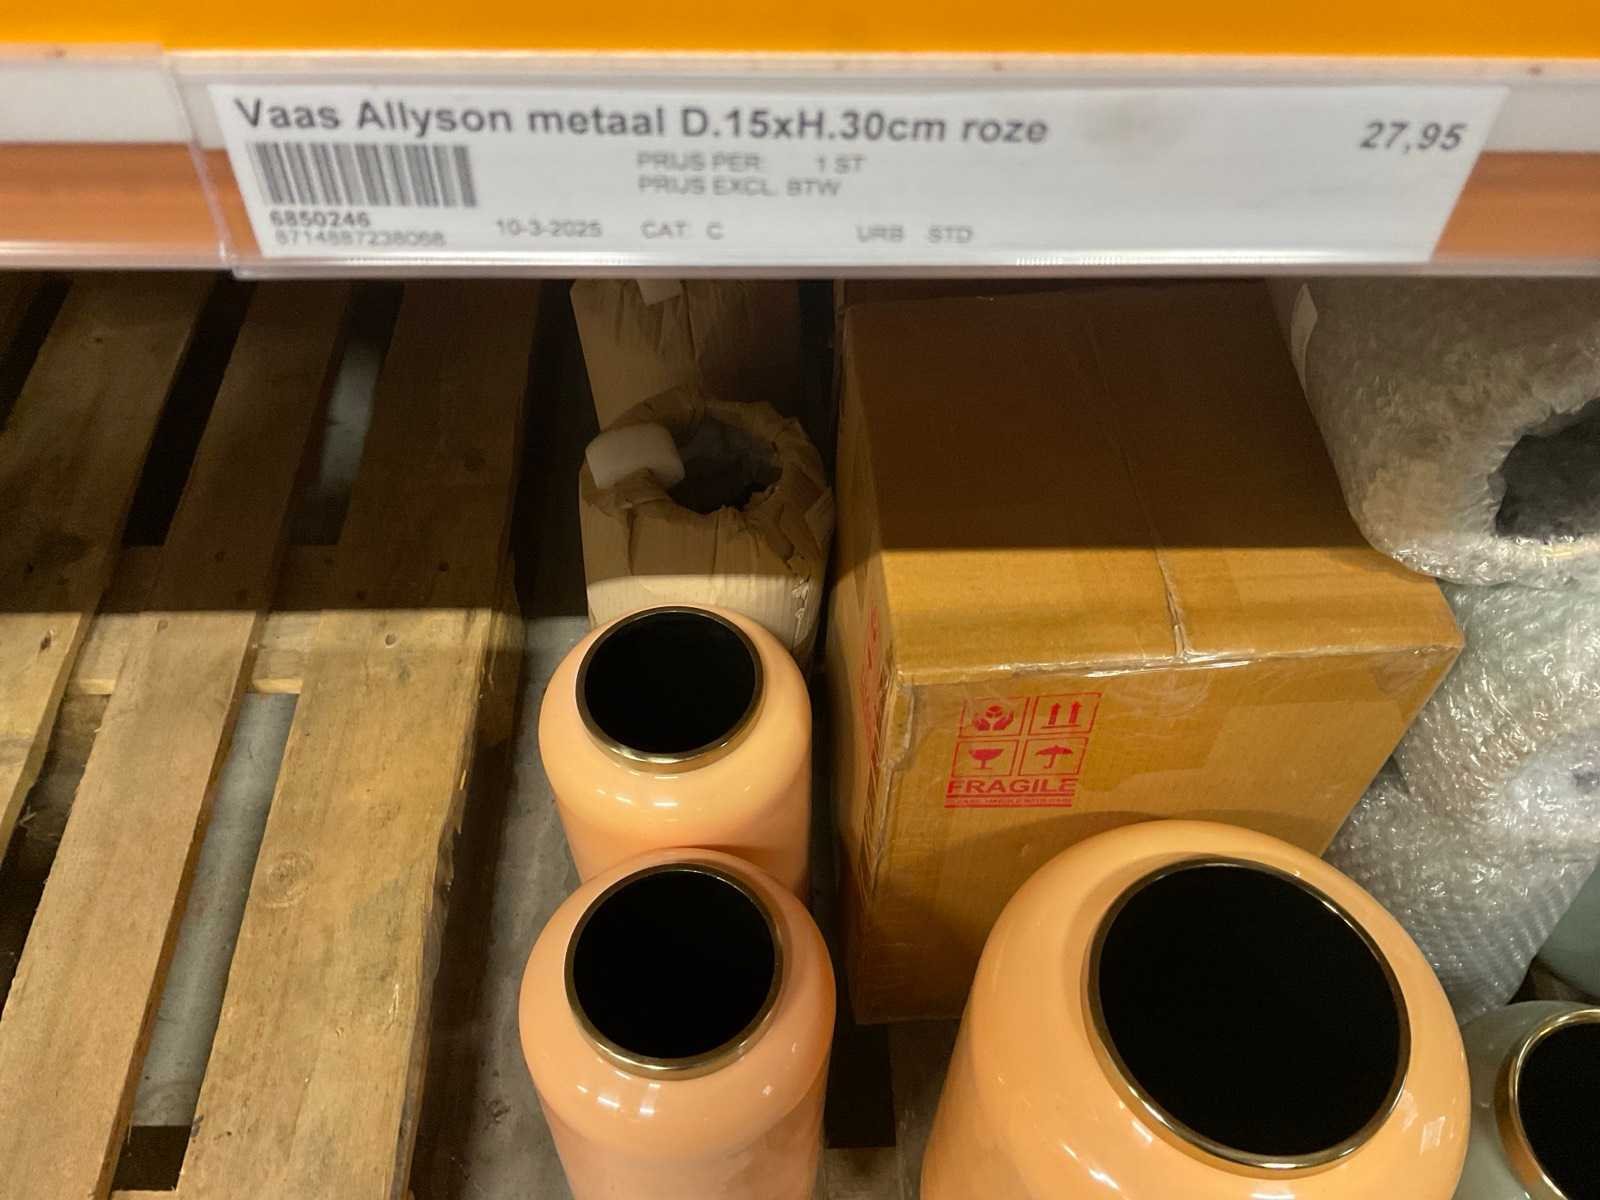 Vaas Allyson metaal D.15xH.30cm roze
27,95
PRIJS PER: 1 ST
PRIJS EXCL. BTW
6850246
8714887238068
10-3-2025 CAT: C URB STD
FRAGILE